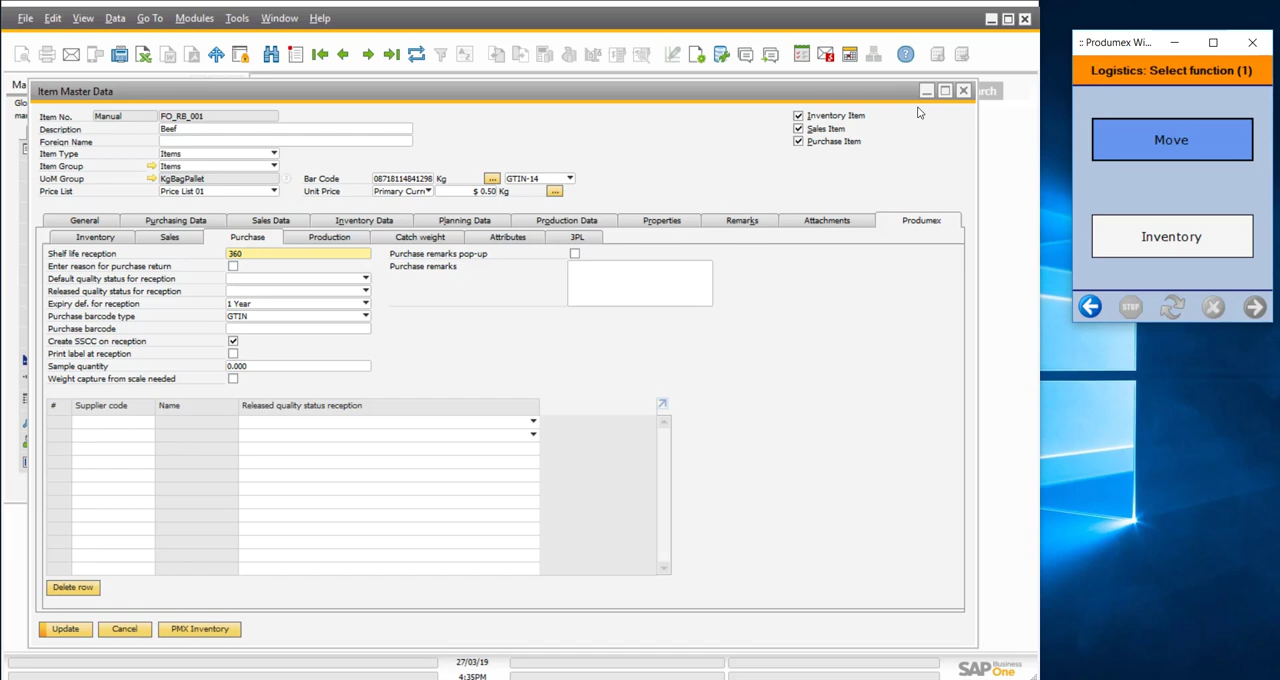 File Edit View Data Go To Modules Tools Window Help
:: Produmex Wi...
Logistics: Select function (1)
Move
Inventory
Item Master Data
Item No. Manual FO_RB_001
Inventory Item
Description Beef
Sales Item
Foreign Name
Purchase Item
Item Type Items
Item Group Items
UoM Group KgBagPallet Bar Code 08718114841298 Kg ... GTIN-14
Price List Price List 01 Unit Price Primary Curr $ 0.50 Kg ...
General Purchasing Data Sales Data Inventory Data Planning Data Production Data Properties Remarks Attachments Produmex
Inventory Sales Purchase Production Catch weight Attributes 3PL
Shelf life reception 360 Purchase remarks pop-up
Enter reason for purchase return Purchase remarks
Default quality status for reception
Released quality status for reception
Expiry def. for reception 1 Year
Purchase barcode type GTIN
Purchase barcode
Create SSCC on reception
Print label at reception
Sample quantity 0.000
Weight capture from scale needed
# Supplier code Name Released quality status reception
Delete row
Update Cancel PMX Inventory
27/03/19
4:35PM
SAP Business One
STOP
Ma
Glo
ma
rch